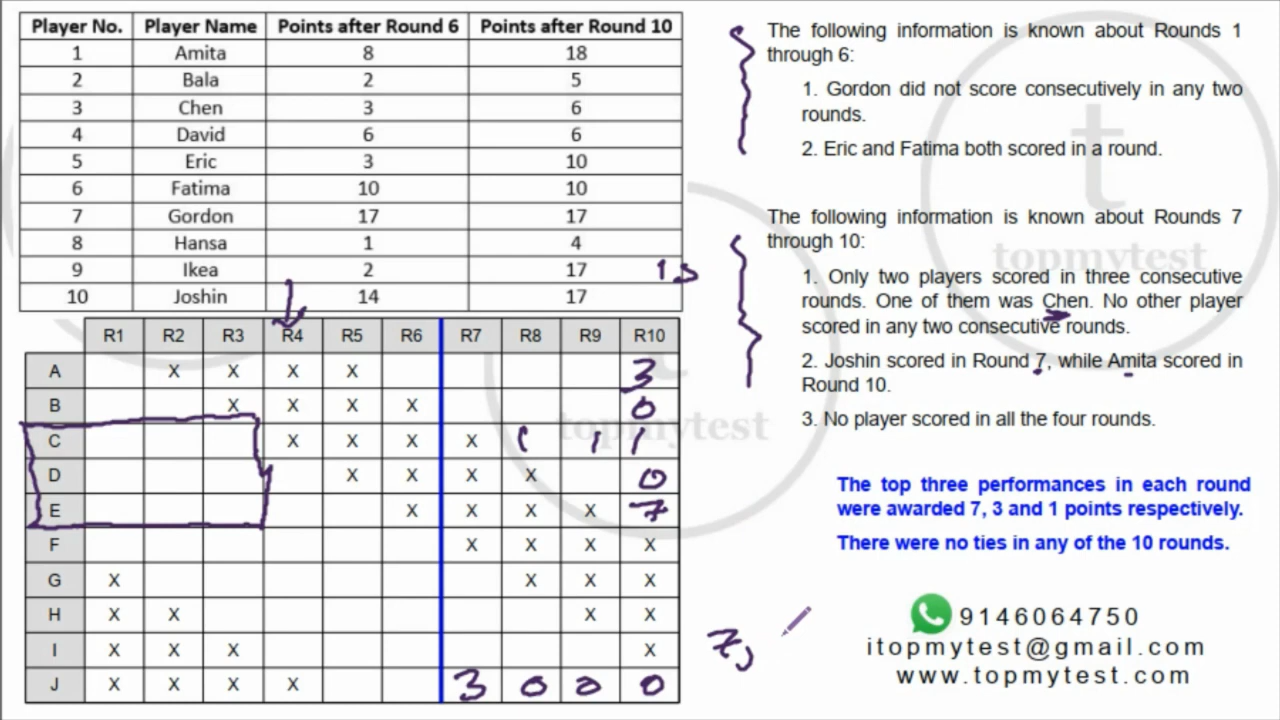 Player No. Player Name Points after Round 6 Points after Round 10
1 Amita 8 18
2 Bala 2 5
3 Chen 3 6
4 David 6 6
5 Eric 3 10
6 Fatima 10 10
7 Gordon 17 17
8 Hansa 1 4
9 Ikea 2 17
10 Joshin 14 17
R1 R2 R3 R4 R5 R6 R7 R8 R9 R10
A X X X X 3
B X X X X 0
C X X X X 1 1 1
D X X X X 0
E X X X X 7
F X X X X
G X X X X
H X X X X
I X X X X
J X X X X 3 0 0 0
The following information is known about Rounds 1
through 6:
1. Gordon did not score consecutively in any two
rounds.
2. Eric and Fatima both scored in a round.
The following information is known about Rounds 7
through 10:
1. Only two players scored in three consecutive
rounds. One of them was Chen. No other player
scored in any two consecutive rounds.
2. Joshin scored in Round 7, while Amita scored in
Round 10.
3. No player scored in all the four rounds.
The top three performances in each round
were awarded 7, 3 and 1 points respectively.
There were no ties in any of the 10 rounds.
9146064750
itopmytest@gmail.com
www.topmytest.com
7,
t
topmytest
topmytest